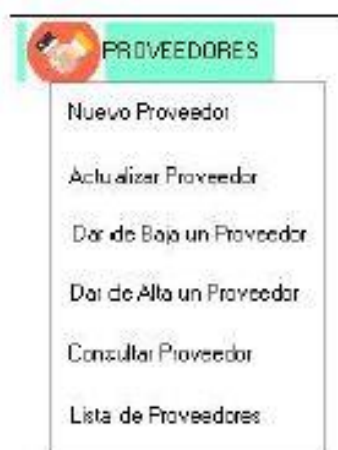 PROVEEDORES
Nuevo Proveedor
Actualizar Proveedor
Dar de Baja un Proveedor
Dar de Alta un Proveedor
Consultar Proveedor
Lista de Proveedores